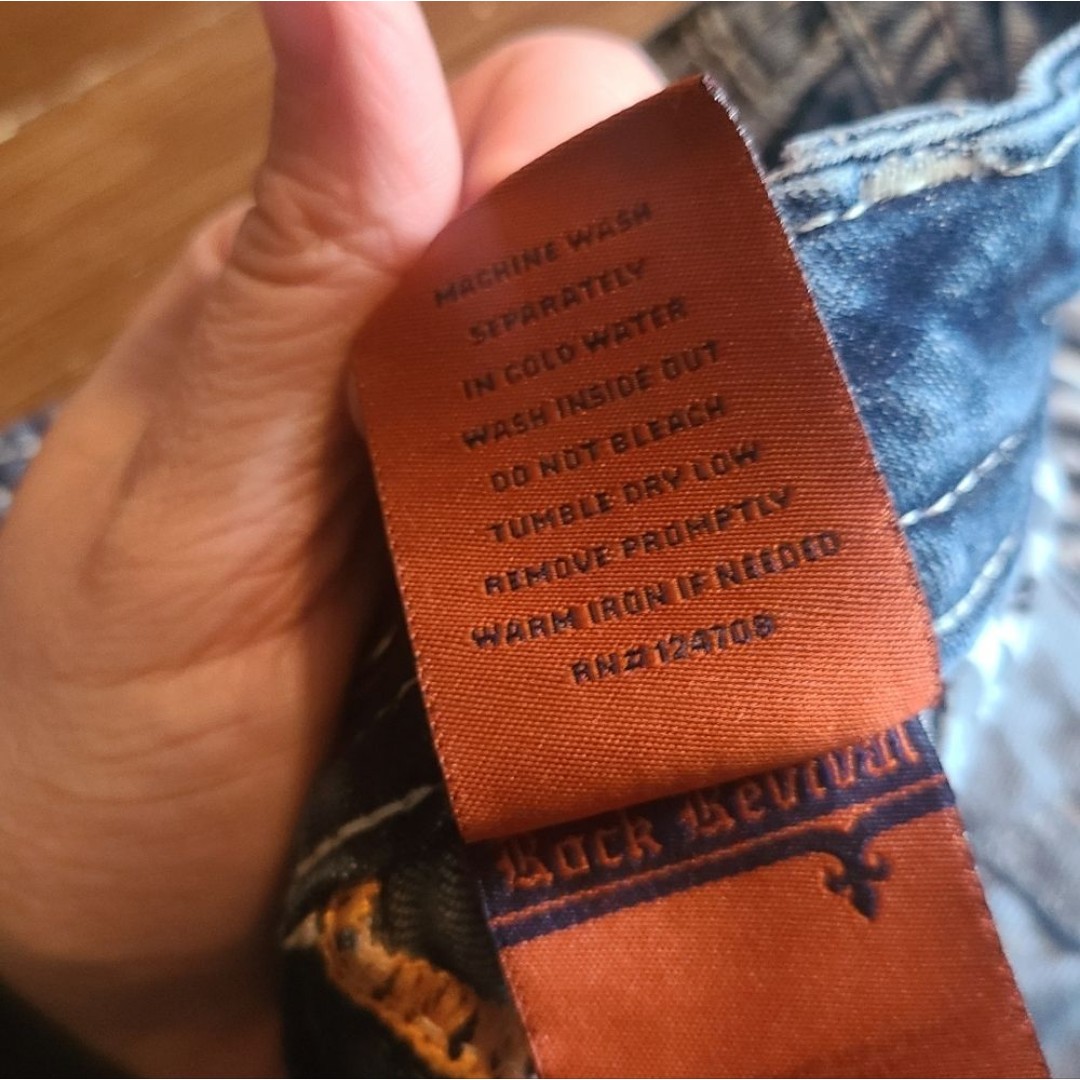 MACHINE WASH
SEPARATELY
IN COLD WATER
WASH INSIDE OUT
DO NOT BLEACH
TUMBLE DRY LOW
REMOVE PROMPTLY
WARM IRON IF NEEDED
RN# 124708
Rock Revival